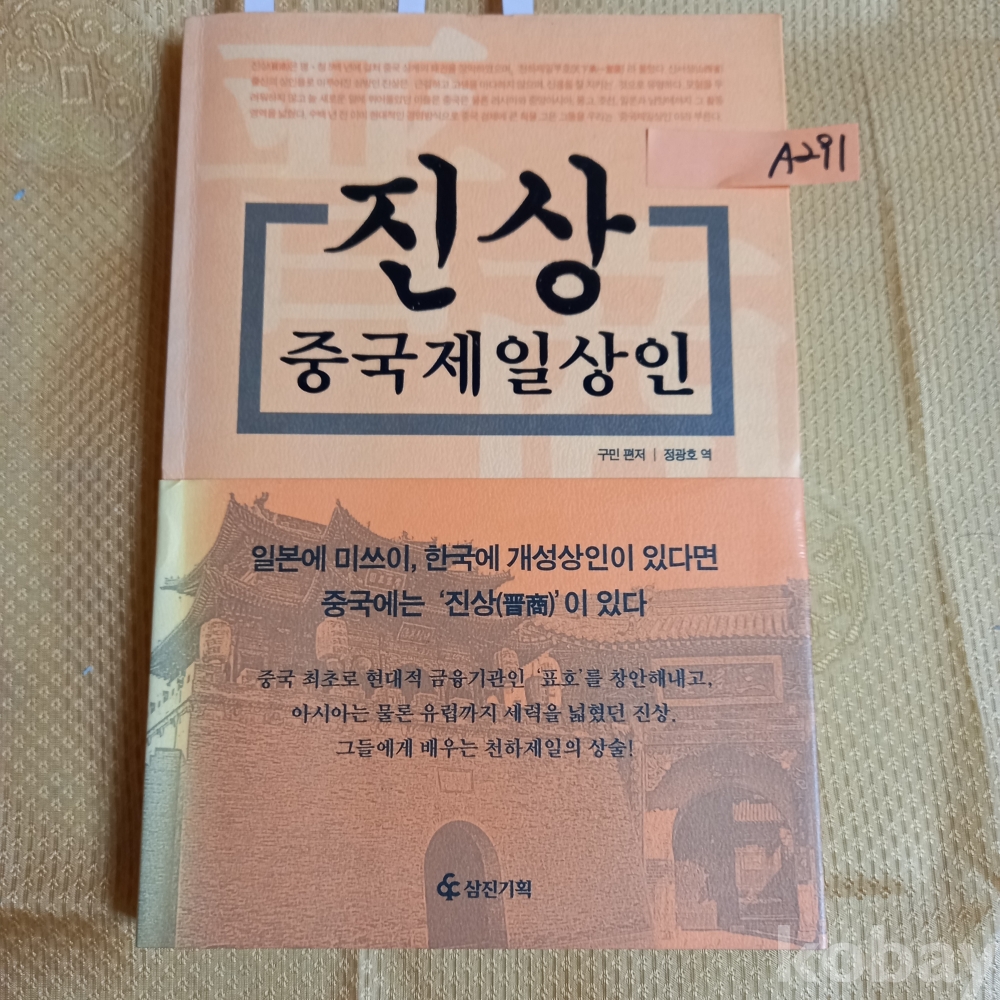 A291
진상
중국제일상인
구민 편저 | 정광호 역
일본에 미쓰이, 한국에 개성상인이 있다면
중국에는 '진상(晋商)'이 있다
중국 최초로 현대적 금융기관인 '표호'를 창안해내고,
아시아는 물론 유럽까지 세력을 넓혔던 진상.
그들에게 배우는 천하제일의 상술!
삼진기획
kobay